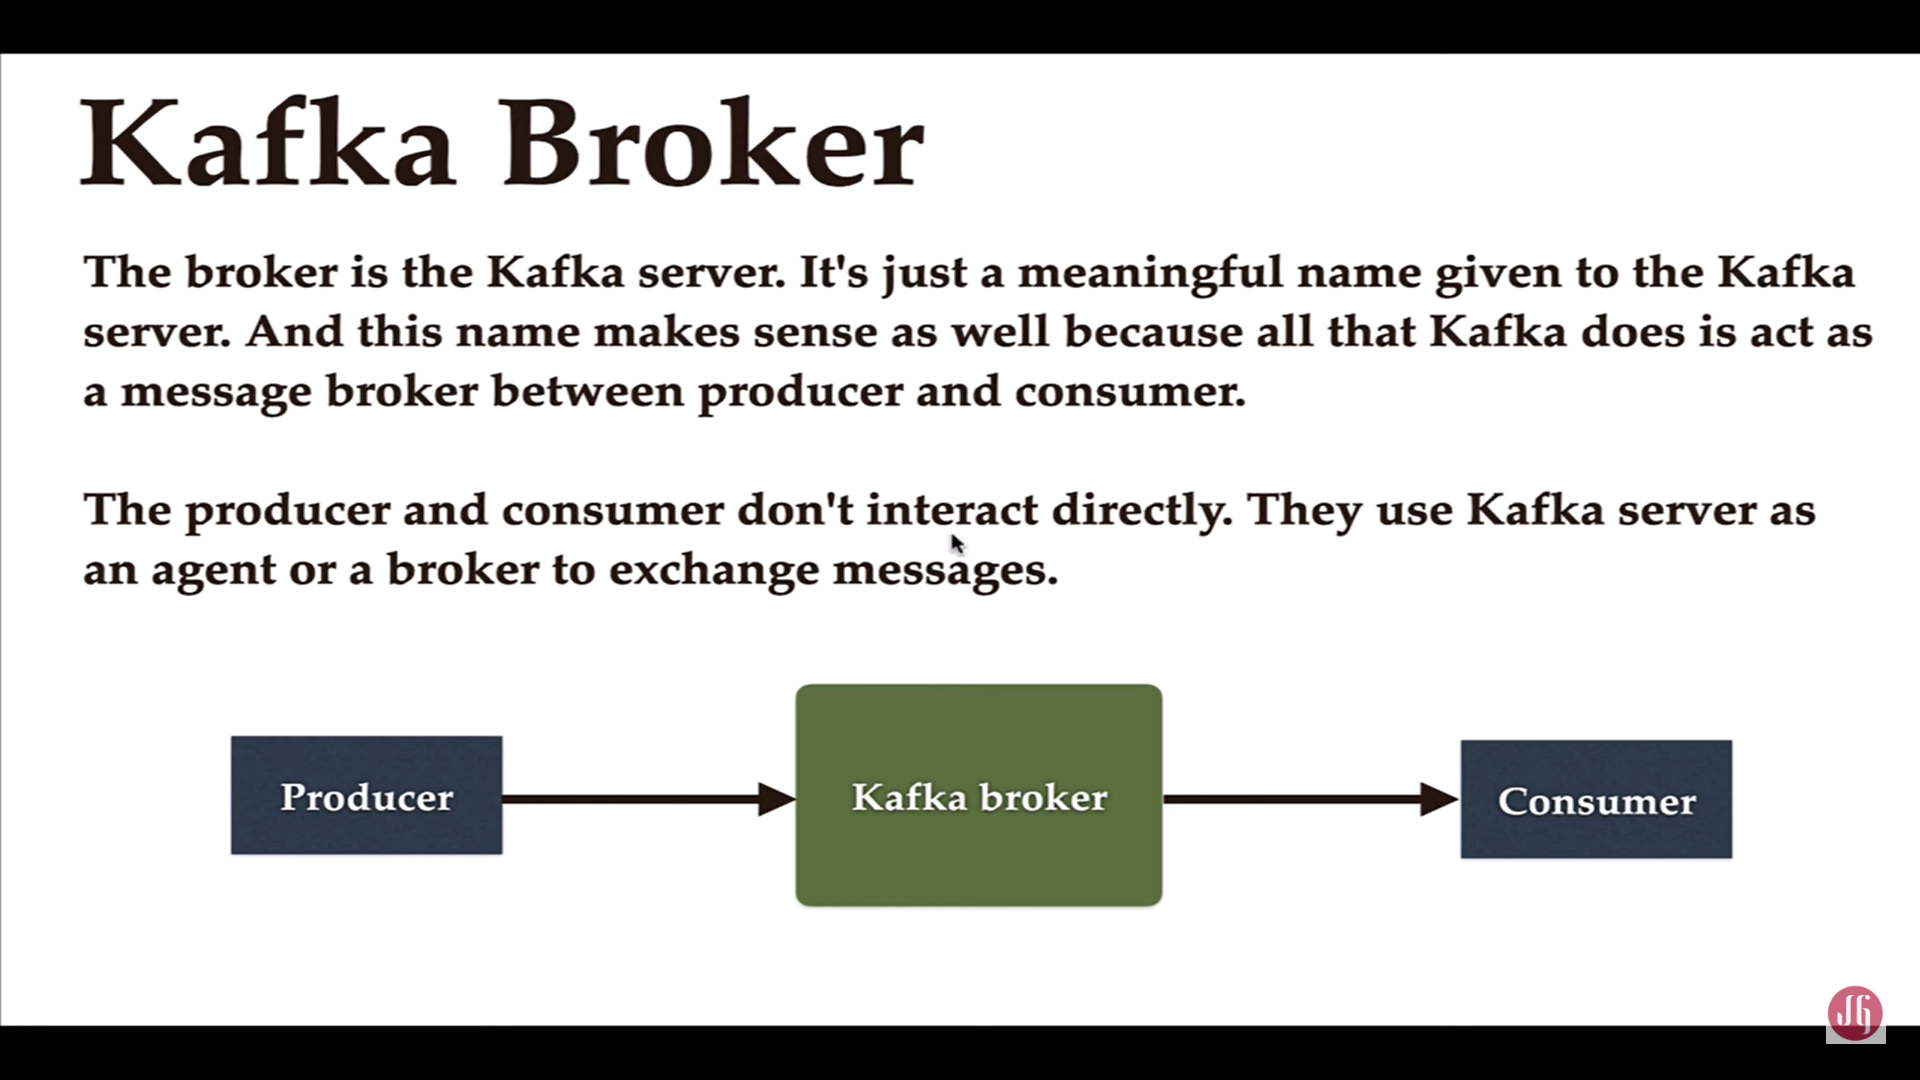 Kafka Broker
The broker is the Kafka server. It's just a meaningful name given to the Kafka
server. And this name makes sense as well because all that Kafka does is act as
a message broker between producer and consumer.
The producer and consumer don't interact directly. They use Kafka server as
an agent or a broker to exchange messages.
Producer
Kafka broker
Consumer